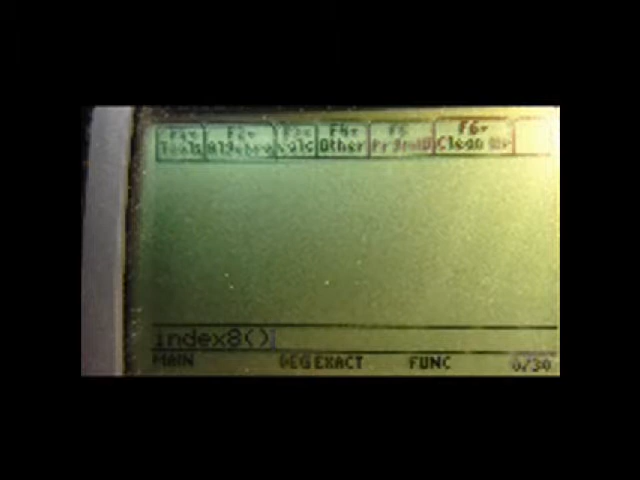 F1 F2 F3 F4 F5 F6
Tools Algebra Calc Other PrgmIO Clean Up
index8()
MAIN DEG EXACT FUNC 0/30